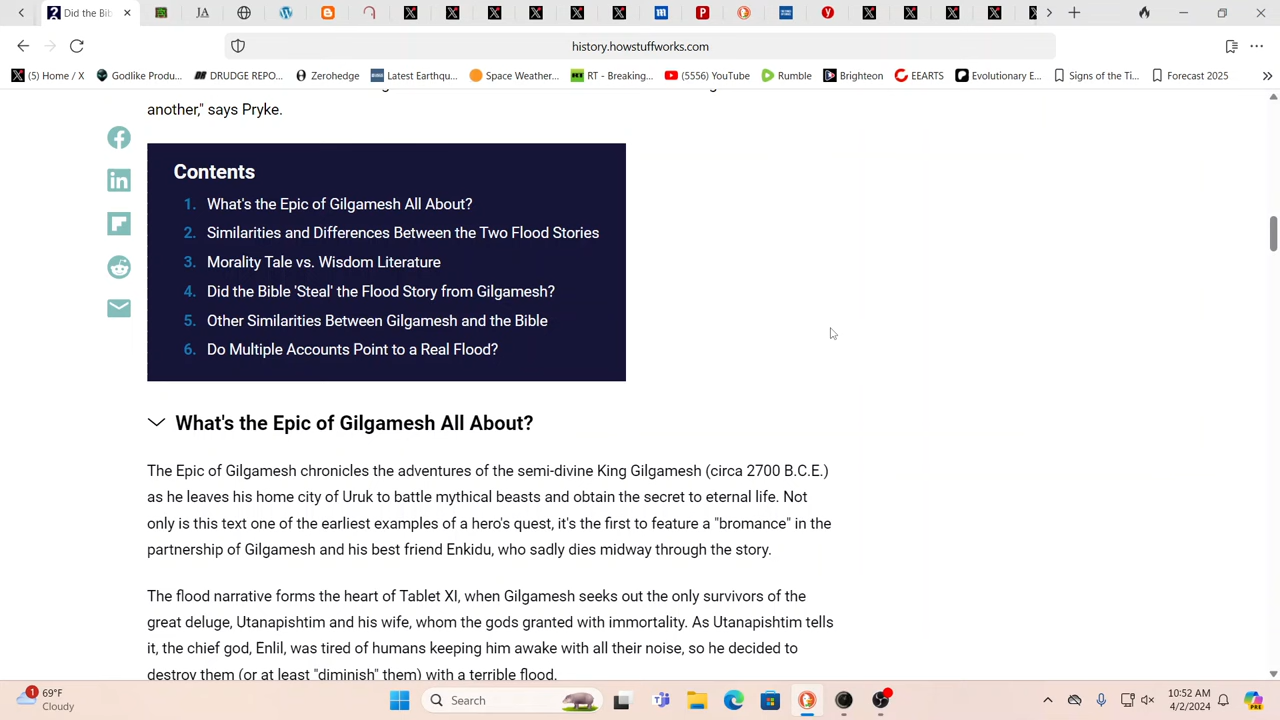 Did the Bib
history.howstuffworks.com
(5) Home / X
Godlike Produ...
DRUDGE REPO...
Zerohedge
Latest Earthqu...
Space Weather...
RT - Breaking...
(5556) YouTube
Rumble
Brighteon
EEARTS
Evolutionary E...
Signs of the Ti...
Forecast 2025
another," says Pryke.
Contents
1. What's the Epic of Gilgamesh All About?
2. Similarities and Differences Between the Two Flood Stories
3. Morality Tale vs. Wisdom Literature
4. Did the Bible 'Steal' the Flood Story from Gilgamesh?
5. Other Similarities Between Gilgamesh and the Bible
6. Do Multiple Accounts Point to a Real Flood?
What's the Epic of Gilgamesh All About?
The Epic of Gilgamesh chronicles the adventures of the semi-divine King Gilgamesh (circa 2700 B.C.E.)
as he leaves his home city of Uruk to battle mythical beasts and obtain the secret to eternal life. Not
only is this text one of the earliest examples of a hero's quest, it's the first to feature a "bromance" in the
partnership of Gilgamesh and his best friend Enkidu, who sadly dies midway through the story.
The flood narrative forms the heart of Tablet XI, when Gilgamesh seeks out the only survivors of the
great deluge, Utanapishtim and his wife, whom the gods granted with immortality. As Utanapishtim tells
it, the chief god, Enlil, was tired of humans keeping him awake with all their noise, so he decided to
destroy them (or at least "diminish" them) with a terrible flood.
1
69°F
Cloudy
Search
10:52 AM
4/2/2024